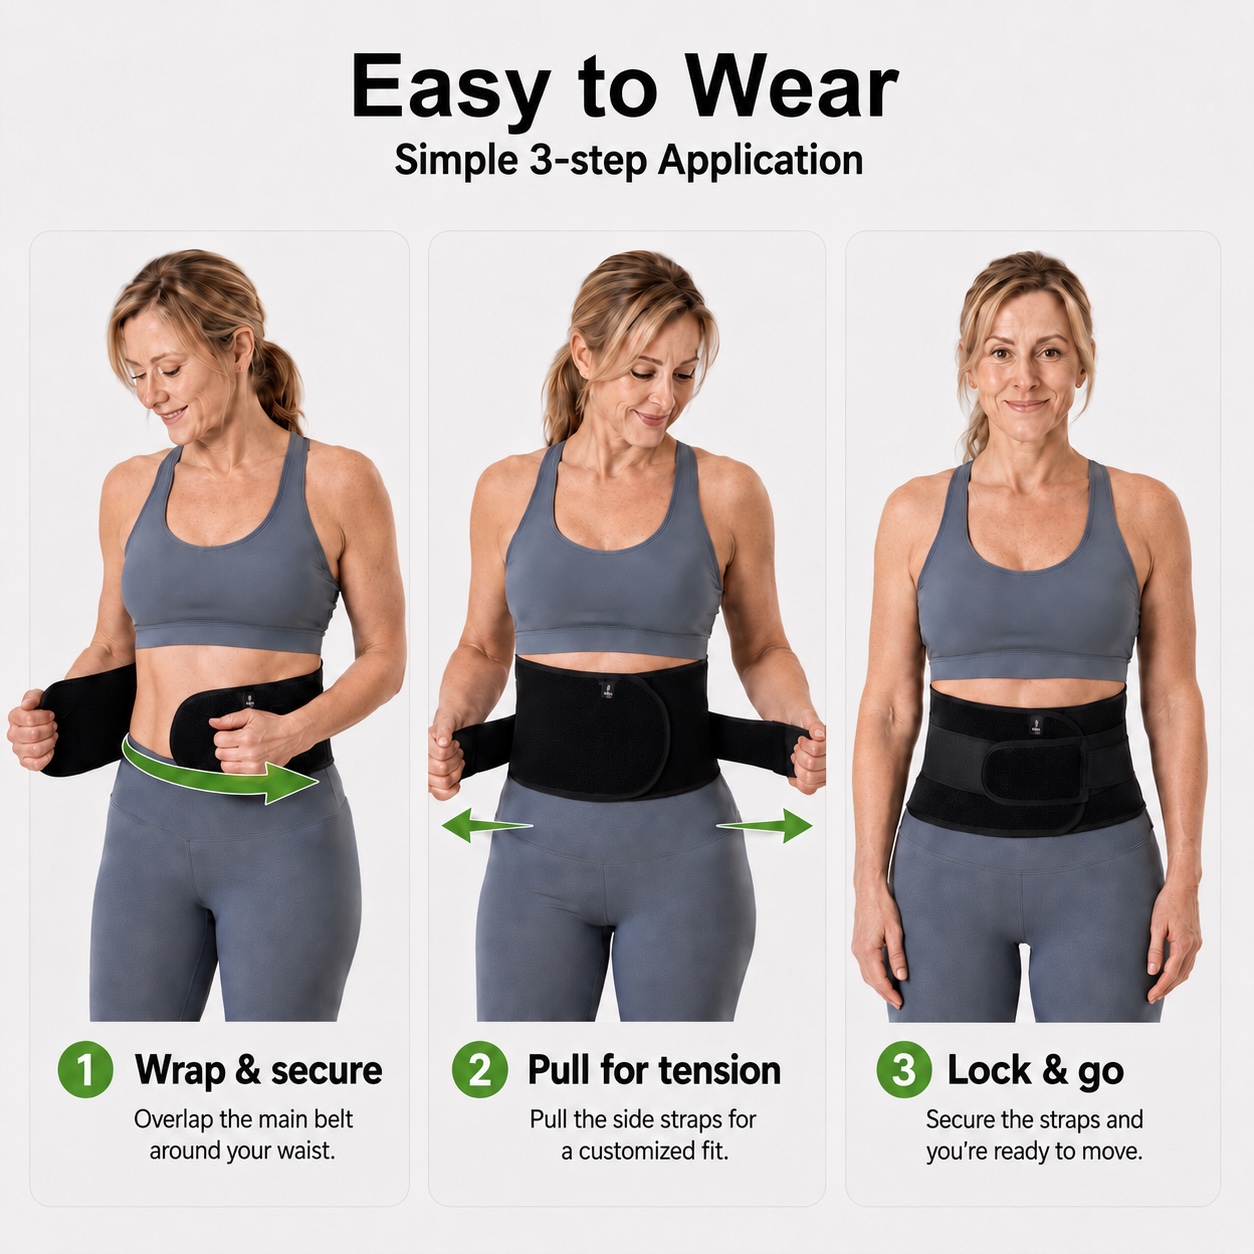 Easy to Wear
Simple 3-step Application
1 Wrap & secure
Overlap the main belt
around your waist.
2 Pull for tension
Pull the side straps for
a customized fit.
3 Lock & go
Secure the straps and
you're ready to move.